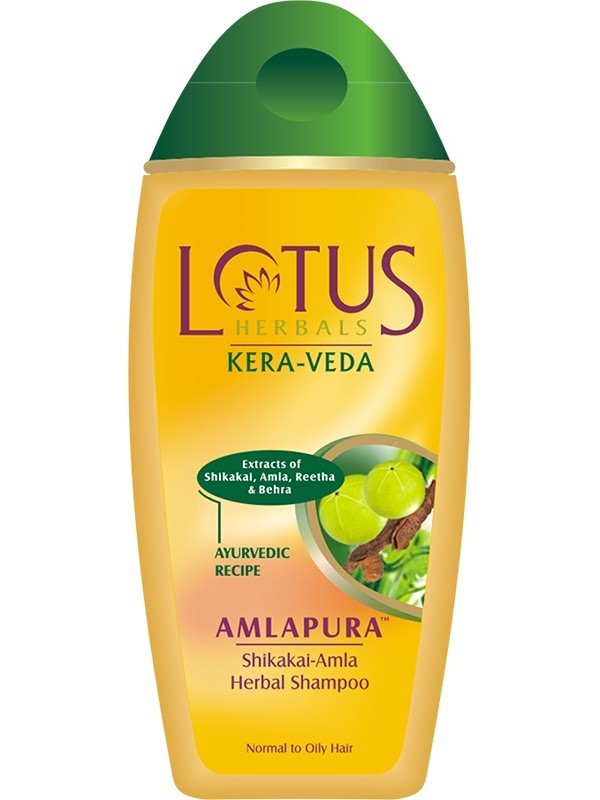 LOTUS
HERBALS
KERA-VEDA
Extracts of
Shikakai, Amla, Reetha
& Behra
AYURVEDIC
RECIPE
AMLAPURA™
Shikakai-Amla
Herbal Shampoo
Normal to Oily Hair